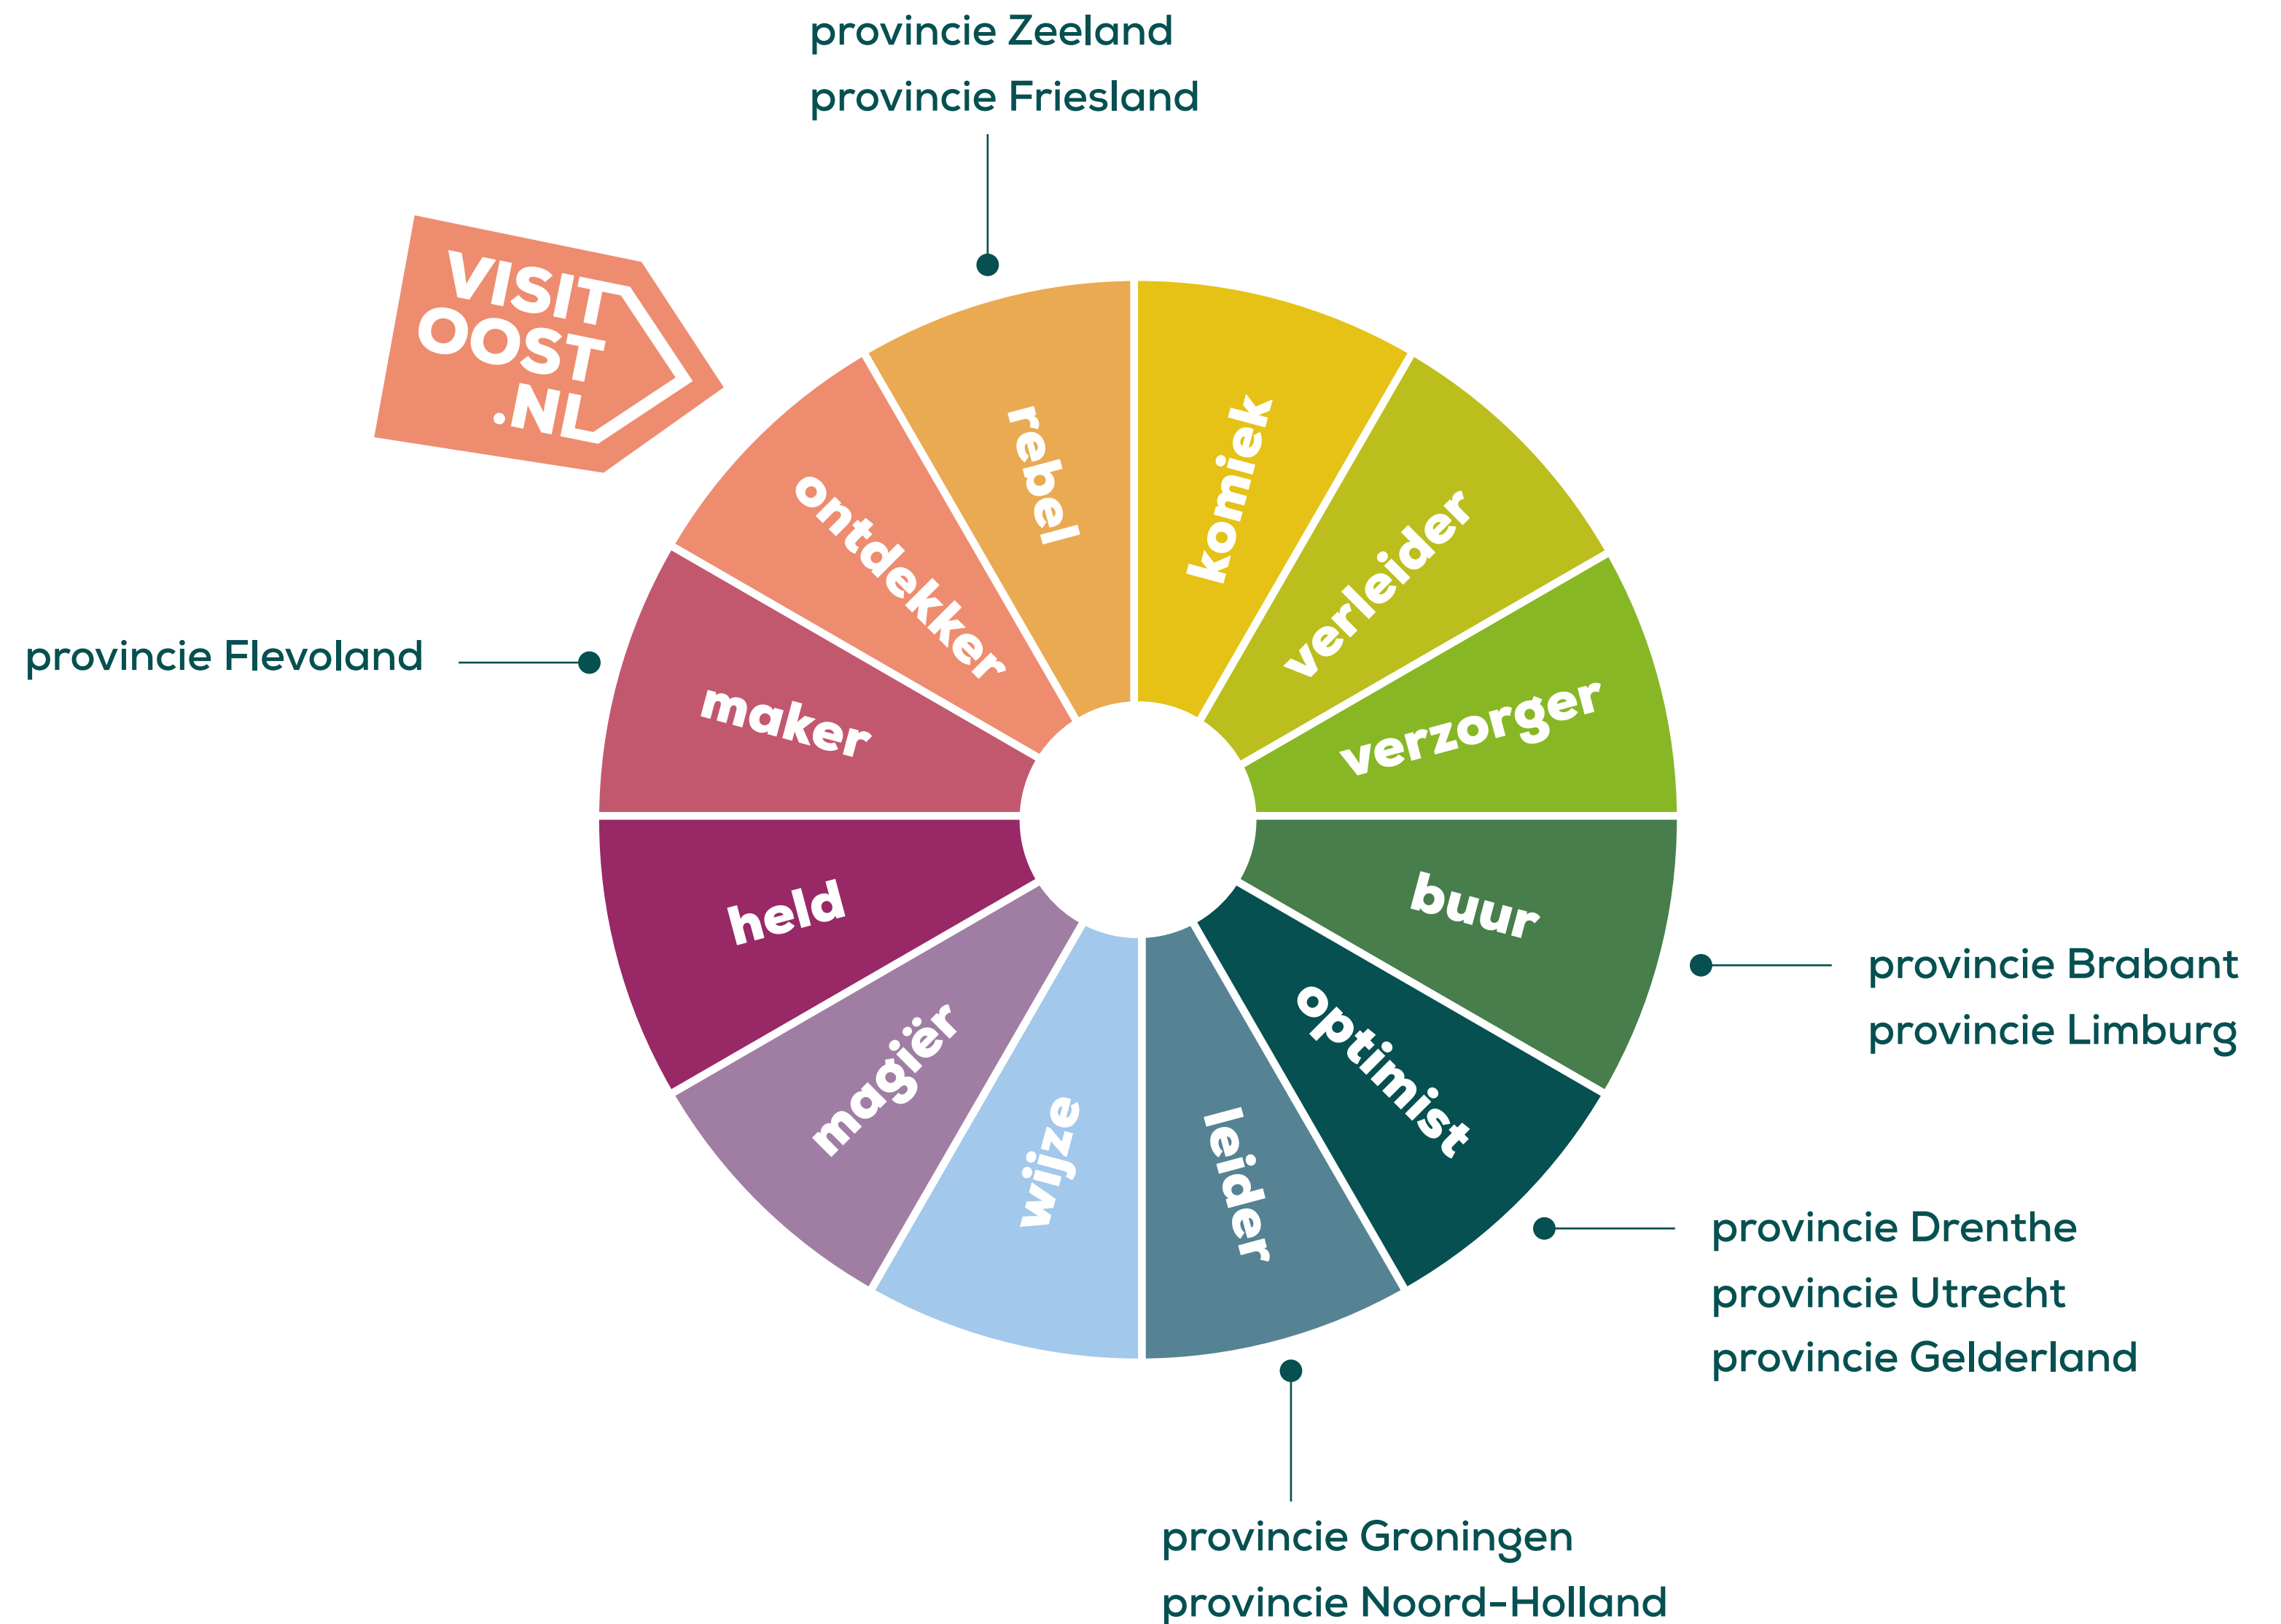 provincie Zeeland
provincie Friesland
VISIT
OOST
.NL
rebel
komiek
ontdekker
verleider
provincie Flevoland
maker
verzorger
held
buur
provincie Brabant
provincie Limburg
magiër
optimist
wijze
leider
provincie Drenthe
provincie Utrecht
provincie Gelderland
provincie Groningen
provincie Noord-Holland